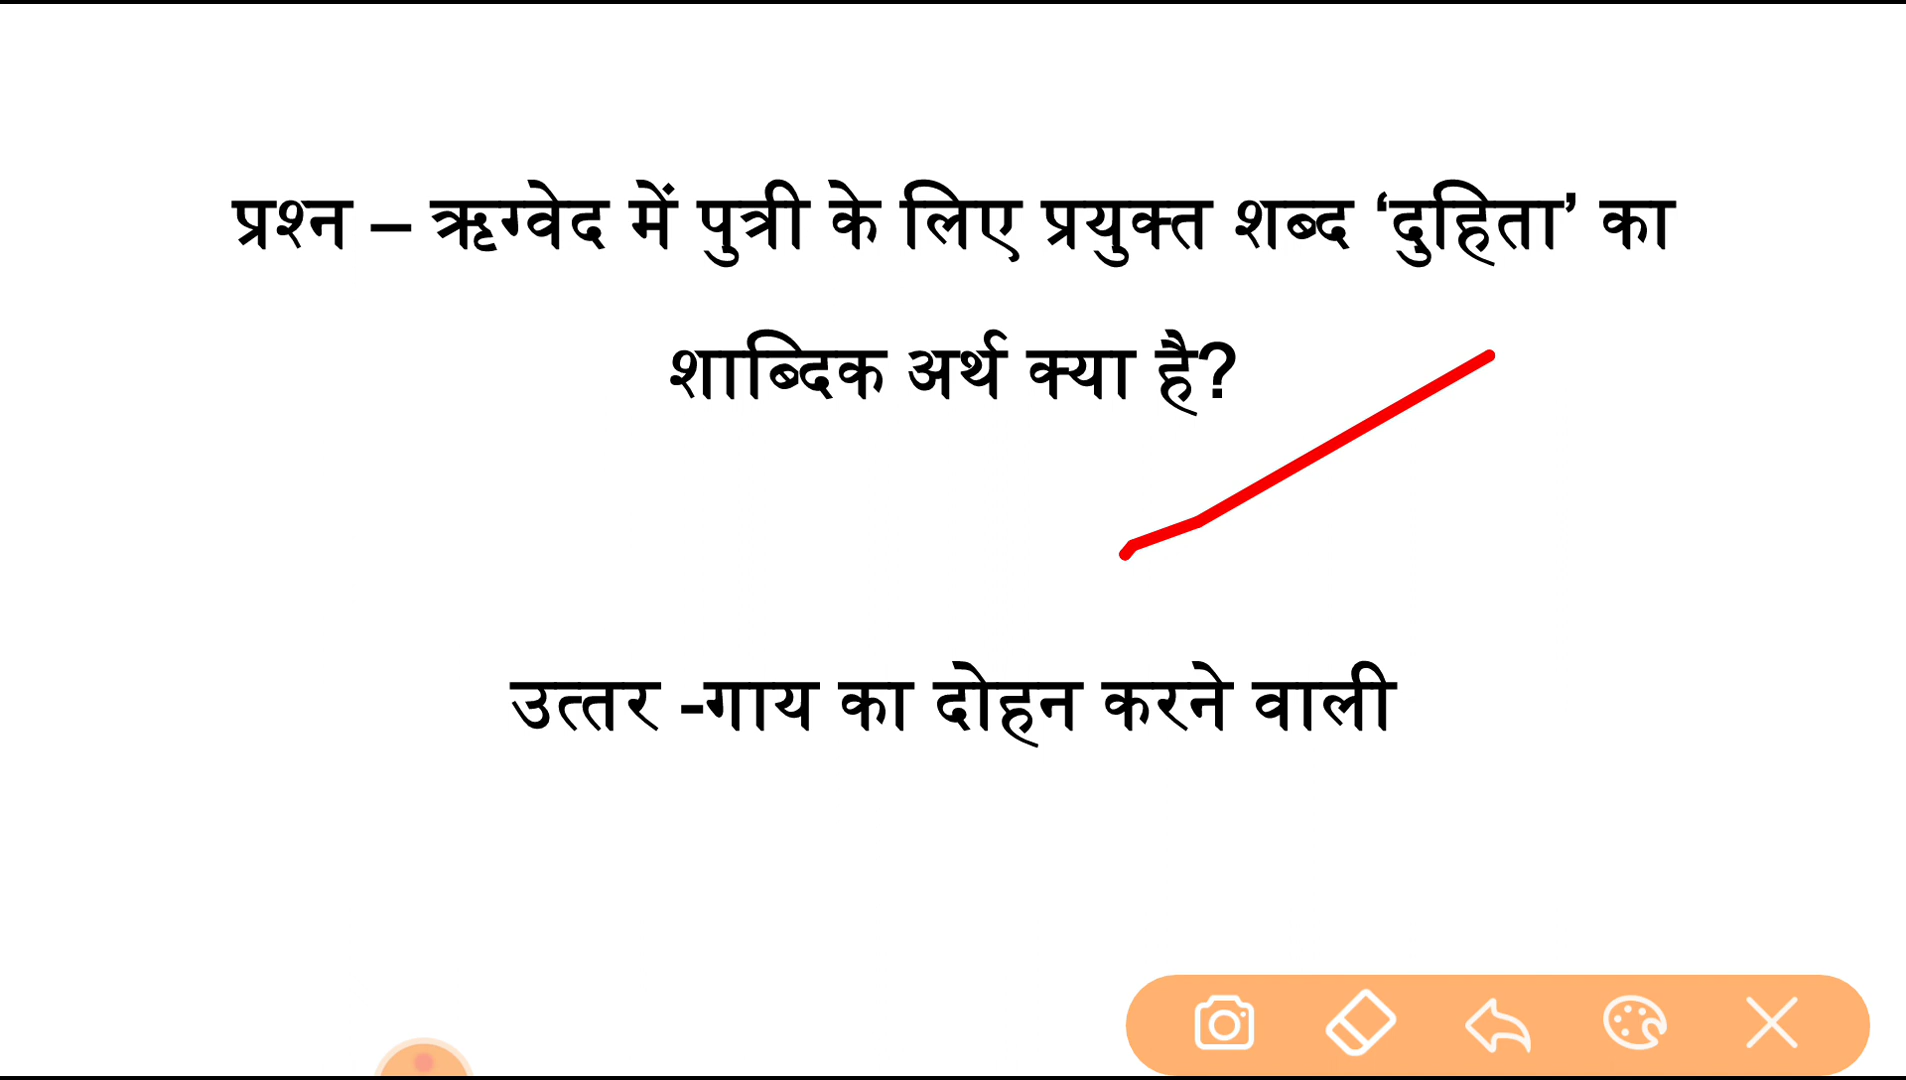 प्रश्न – ऋग्वेद में पुत्री के लिए प्रयुक्त शब्द ‘दुहिता’ का
शाब्दिक अर्थ क्या है?
उत्तर -गाय का दोहन करने वाली